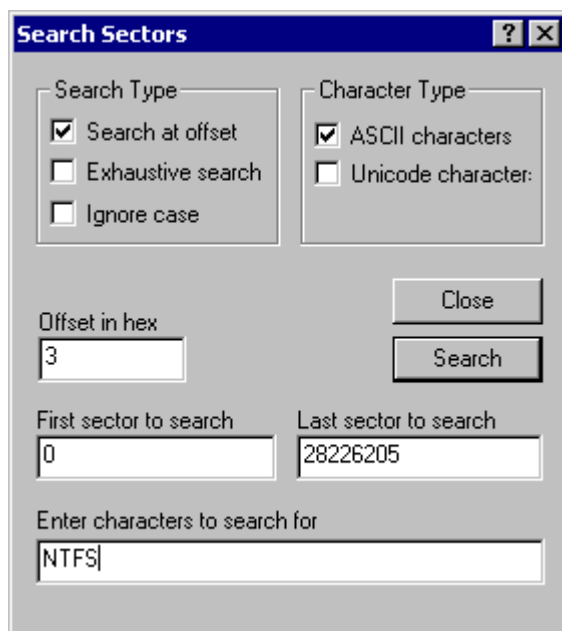 Search Sectors
Search Type
Search at offset
Exhaustive search
Ignore case
Character Type
ASCII characters
Unicode character:
Close
Offset in hex
3
Search
First sector to search
0
Last sector to search
28226205
Enter characters to search for
NTFS